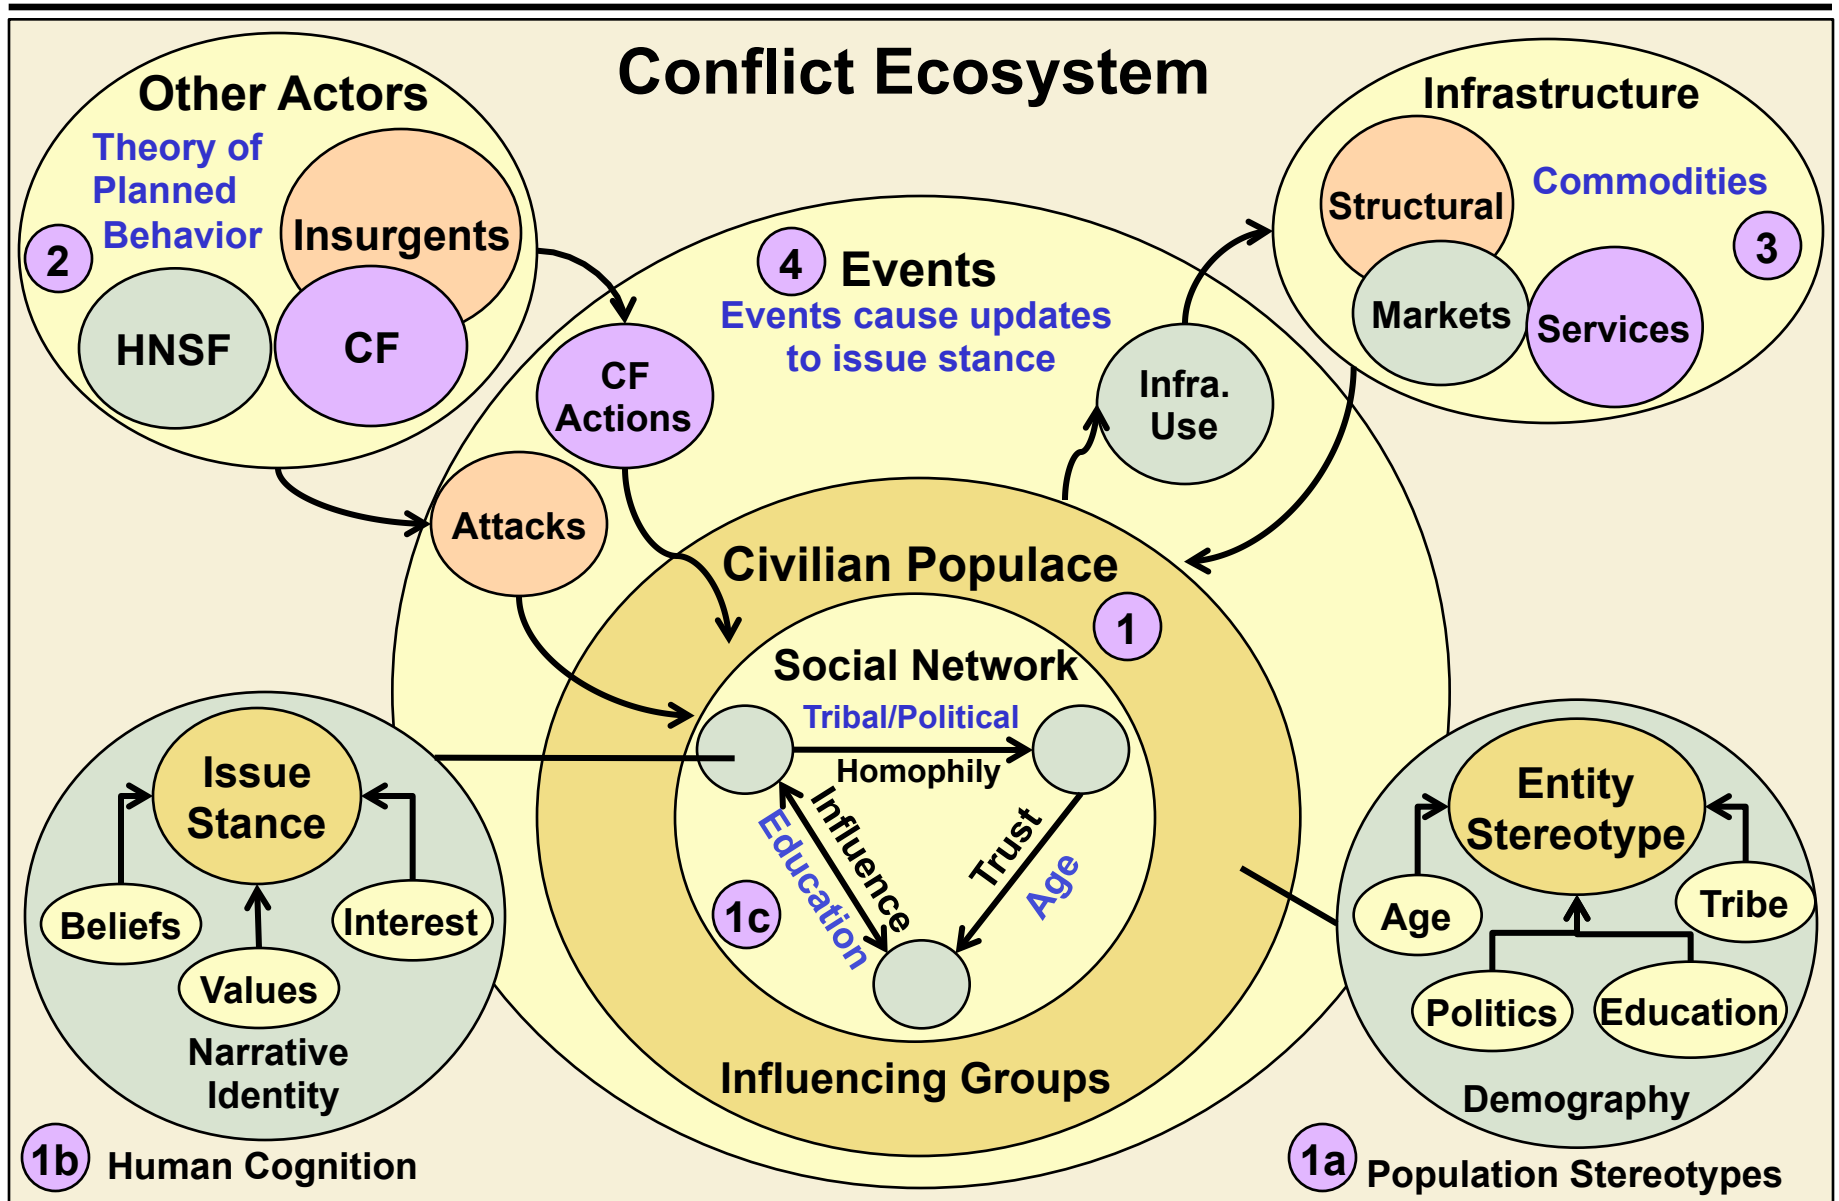 Conflict Ecosystem
Other Actors
Theory of
Planned
Behavior
2
Insurgents
HNSF
CF
Infrastructure
Structural
Commodities
3
Markets
Services
4
Events
Events cause updates
to issue stance
CF
Actions
Attacks
Infra.
Use
Civilian Populace
1
Social Network
Tribal/Political
Homophily
Influence
Education
Trust
Age
1c
Influencing Groups
Issue
Stance
Beliefs
Interest
Values
Narrative
Identity
1b
Human Cognition
Entity
Stereotype
Age
Tribe
Politics
Education
Demography
1a
Population Stereotypes